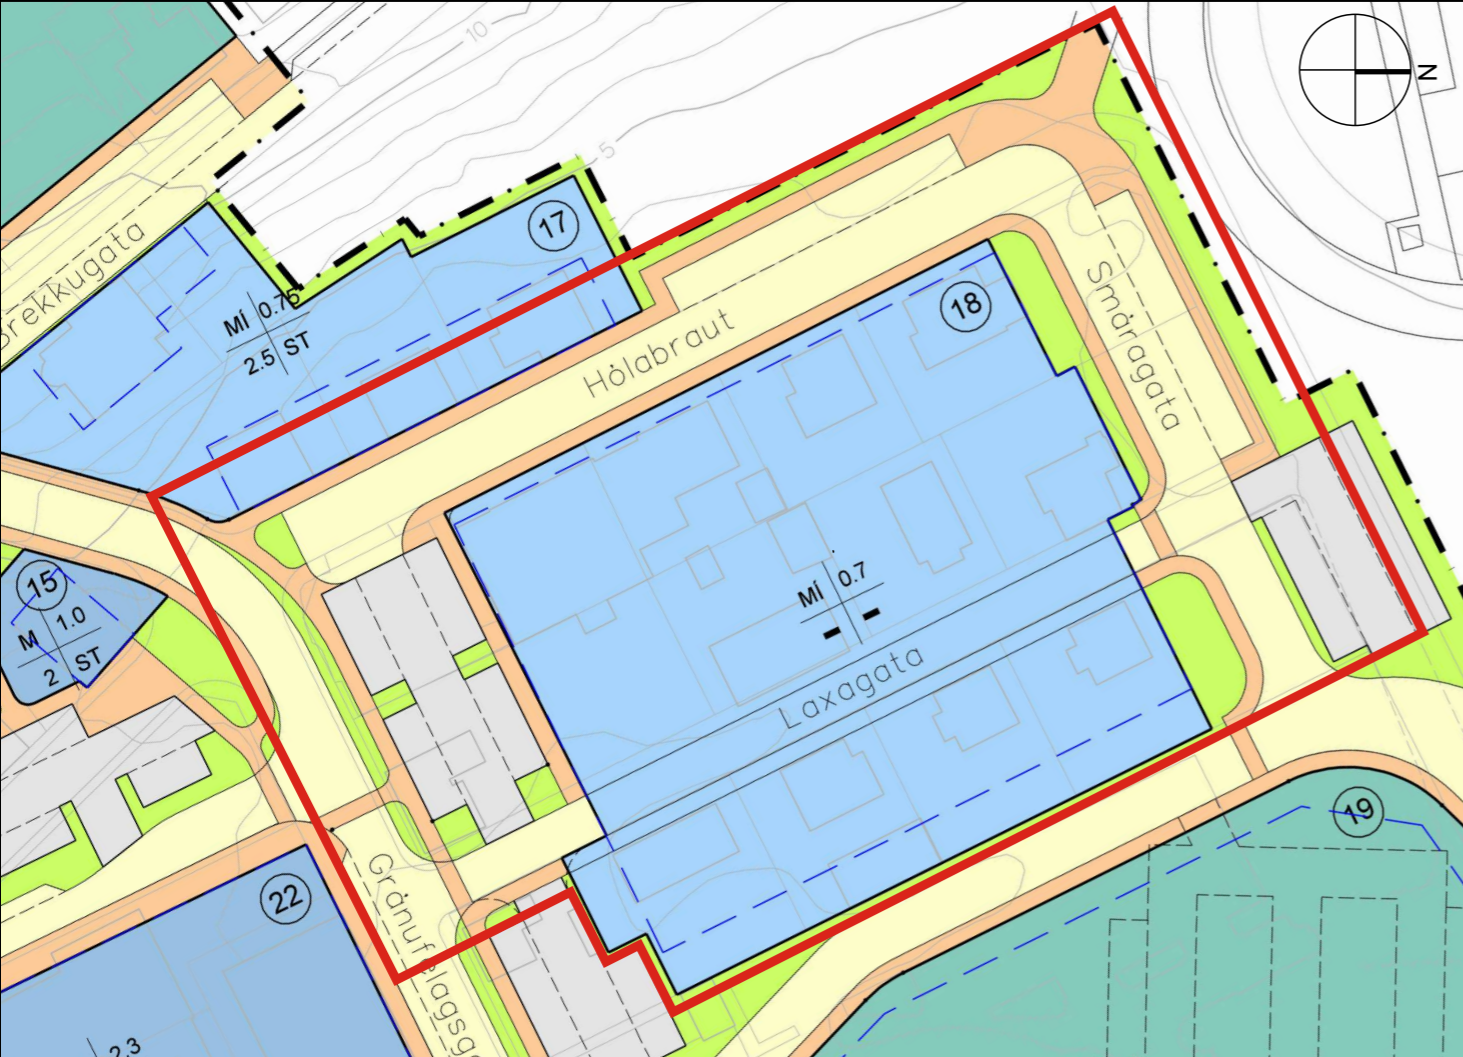 10
N
5
17
Brekkugata
MÍ 0.75
2.5 ST
18
Smáragata
Hólabraut
15
M 1.0
2 ST
MÍ 0.7
Laxagata
19
22
Gránufélagsg
2.3